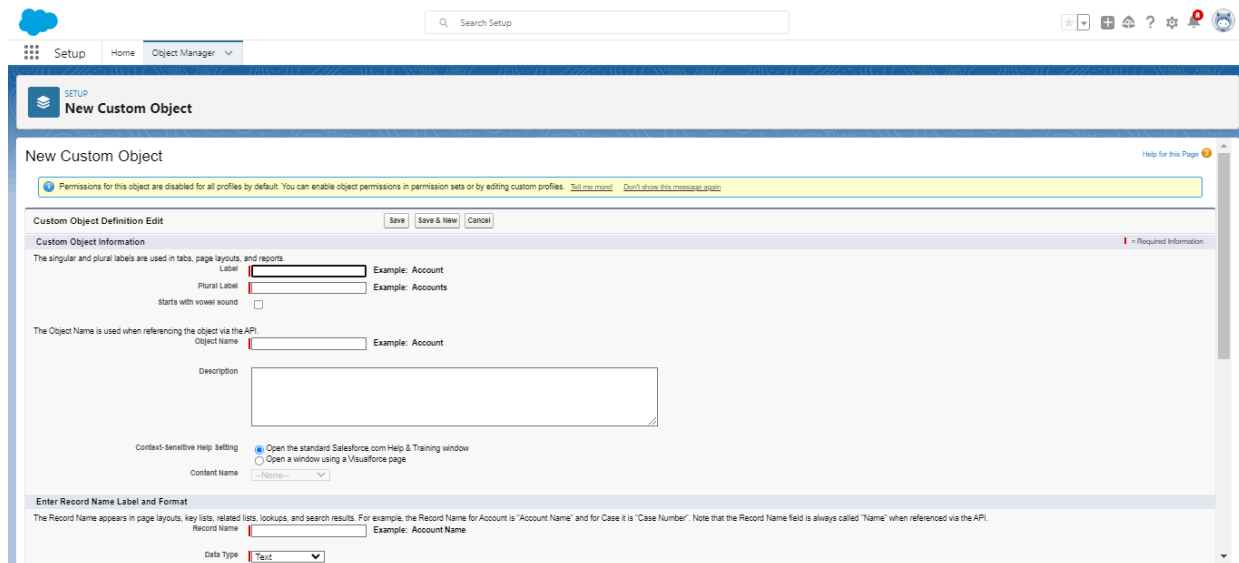 Search Setup
8
Setup Home Object Manager
SETUP
New Custom Object
New Custom Object
Help for this Page
Permissions for this object are disabled for all profiles by default. You can enable object permissions in permission sets or by editing custom profiles. Tell me more! Don't show this message again
Custom Object Definition Edit Save Save & New Cancel
Custom Object Information = Required Information
The singular and plural labels are used in tabs, page layouts, and reports.
Label Example: Account
Plural Label Example: Accounts
Starts with vowel sound
The Object Name is used when referencing the object via the API.
Object Name Example: Account
Description
Context-Sensitive Help Setting Open the standard Salesforce.com Help & Training window
Open a window using a Visualforce page
Content Name --None--
Enter Record Name Label and Format
The Record Name appears in page layouts, key lists, related lists, lookups, and search results. For example, the Record Name for Account is "Account Name" and for Case it is "Case Number". Note that the Record Name field is always called "Name" when referenced via the API.
Record Name Example: Account Name
Data Type Text